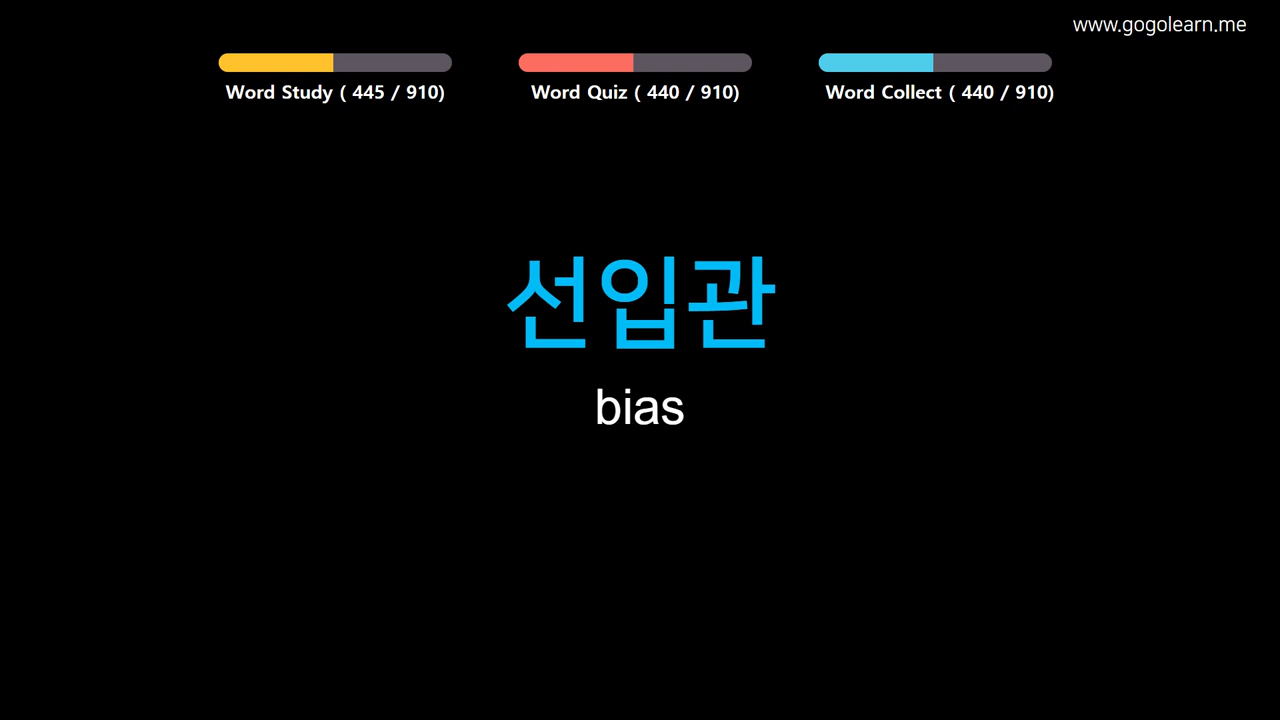 www.gogolearn.me
Word Study ( 445 / 910)
Word Quiz ( 440 / 910)
Word Collect ( 440 / 910)
선입관
bias